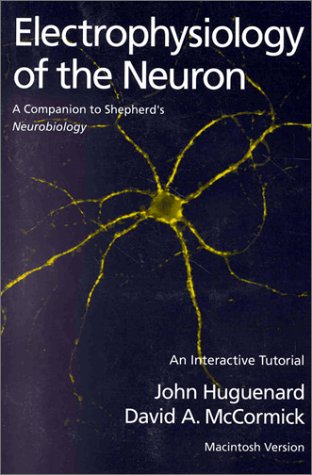 Electrophysiology
of the Neuron
A Companion to Shepherd's
Neurobiology
An Interactive Tutorial
John Huguenard
David A. McCormick
Macintosh Version